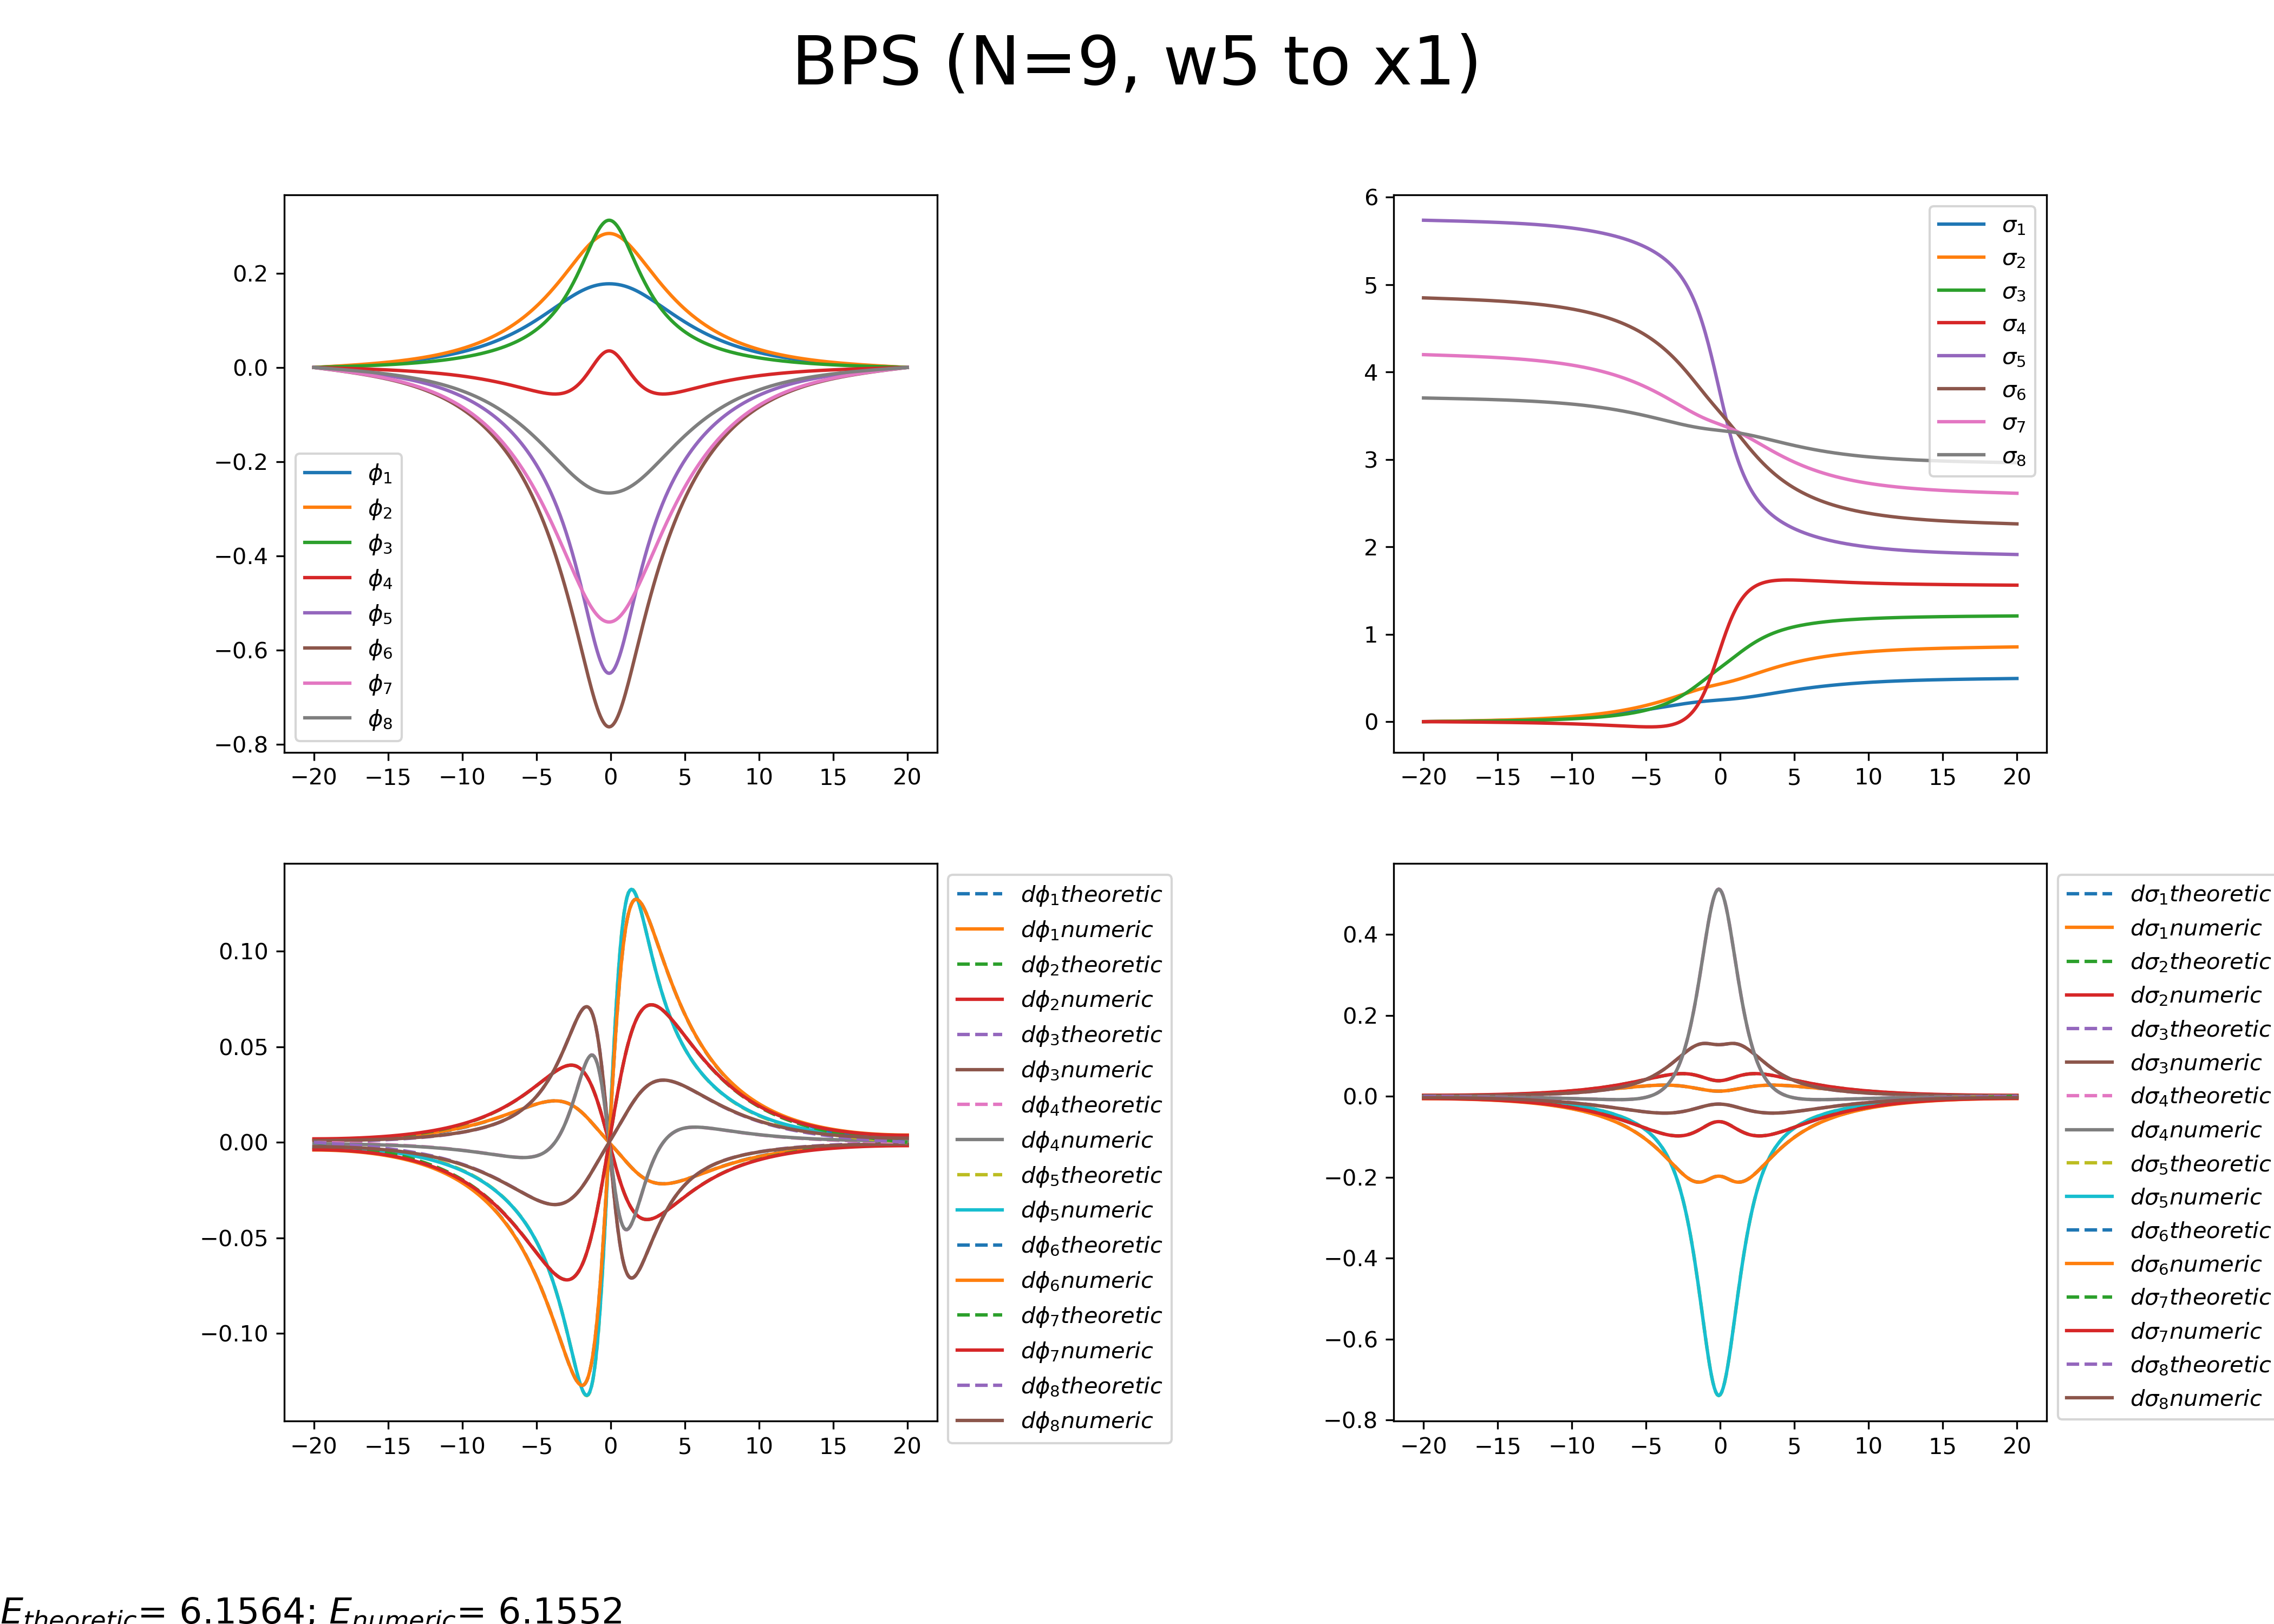 BPS (N=9, w5 to x1)
0.2
0.0
−0.2
−0.4
−0.6
−0.8
−20 −15 −10 −5 0 5 10 15 20
ϕ1
ϕ2
ϕ3
ϕ4
ϕ5
ϕ6
ϕ7
ϕ8
6
5
4
3
2
1
0
−20 −15 −10 −5 0 5 10 15 20
σ1
σ2
σ3
σ4
σ5
σ6
σ7
σ8
0.10
0.05
0.00
−0.05
−0.10
−20 −15 −10 −5 0 5 10 15 20
dϕ1theoretic
dϕ1numeric
dϕ2theoretic
dϕ2numeric
dϕ3theoretic
dϕ3numeric
dϕ4theoretic
dϕ4numeric
dϕ5theoretic
dϕ5numeric
dϕ6theoretic
dϕ6numeric
dϕ7theoretic
dϕ7numeric
dϕ8theoretic
dϕ8numeric
0.4
0.2
0.0
−0.2
−0.4
−0.6
−0.8
−20 −15 −10 −5 0 5 10 15 20
dσ1theoretic
dσ1numeric
dσ2theoretic
dσ2numeric
dσ3theoretic
dσ3numeric
dσ4theoretic
dσ4numeric
dσ5theoretic
dσ5numeric
dσ6theoretic
dσ6numeric
dσ7theoretic
dσ7numeric
dσ8theoretic
dσ8numeric
Etheoretic= 6.1564; Enumeric= 6.1552